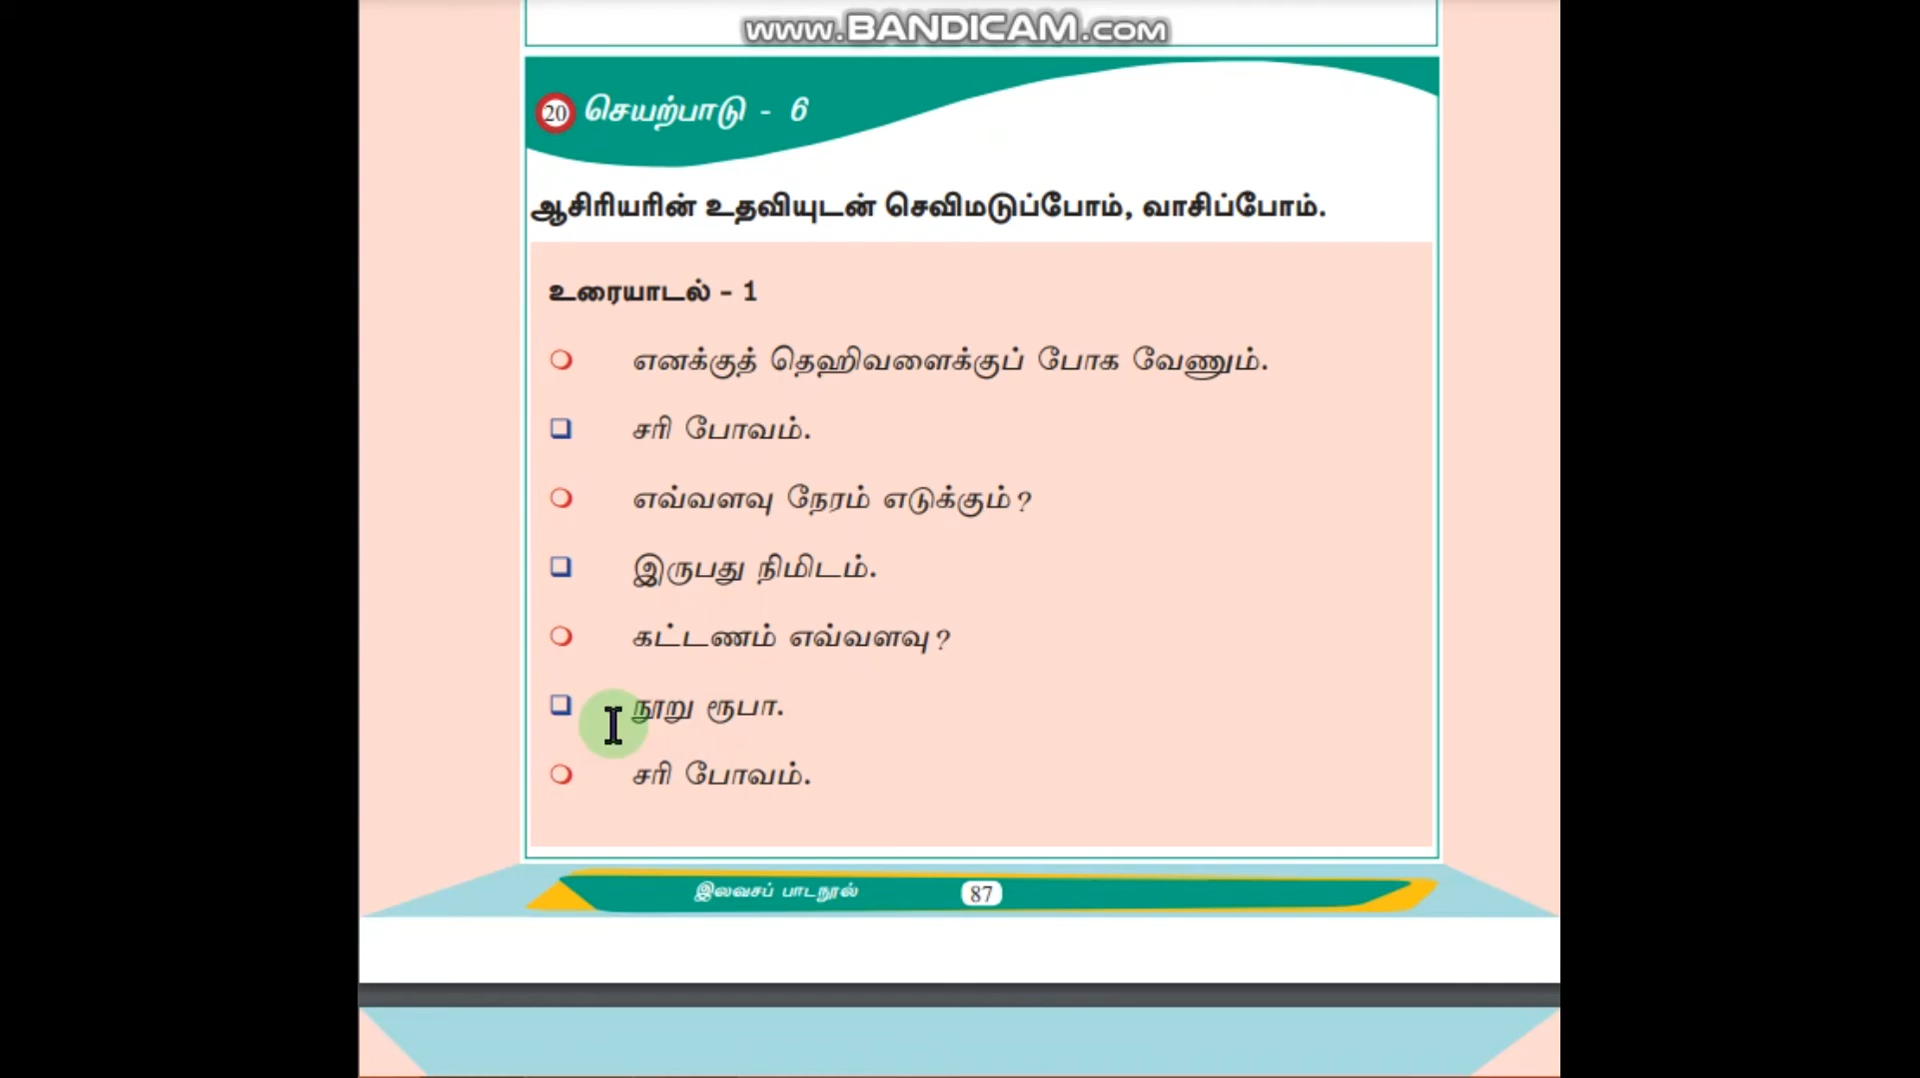 www.BANDICAM.com
20 செயற்பாடு - 6
ஆசிரியரின் உதவியுடன் செவிமடுப்போம், வாசிப்போம்.
உரையாடல் - 1
எனக்குத் தெஹிவளைக்குப் போக வேணும்.
சரி போவம்.
எவ்வளவு நேரம் எடுக்கும்?
இருபது நிமிடம்.
கட்டணம் எவ்வளவு?
நூறு ரூபா.
சரி போவம்.
இலவசப் பாடநூல் 87